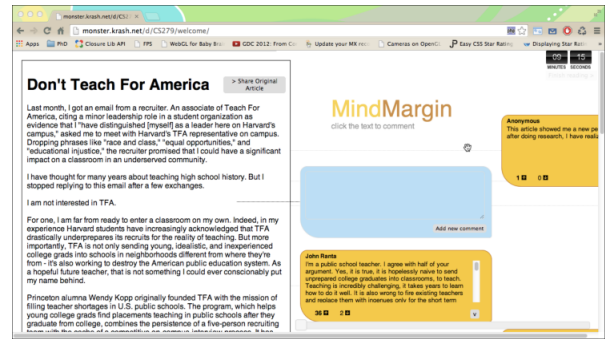 monster.krash.net/d/CS2
monster.krash.net/d/CS279/welcome/
Apps
PhD
Closure Lib API
FPS
WebGL for Baby Brai
GDC 2012: From Con
Update your MX rec
Cameras on OpenGl
Easy CSS Star Rating
Displaying Star Ratin
09 15
MINUTES SECONDS
Don't Teach For America
> Share Original
Article
Last month, I got an email from a recruiter. An associate of Teach For
America, citing a minor leadership role in a student organization as
evidence that I "have distinguished [myself] as a leader here on Harvard's
campus," asked me to meet with Harvard's TFA representative on campus.
Dropping phrases like "race and class," "equal opportunities," and
"educational injustice," the recruiter promised that I could have a significant
impact on a classroom in an underserved community.
I have thought for many years about teaching high school history. But I
stopped replying to this email after a few exchanges.
I am not interested in TFA.
For one, I am far from ready to enter a classroom on my own. Indeed, in my
experience Harvard students have increasingly acknowledged that TFA
drastically underprepares its recruits for the reality of teaching. But more
importantly, TFA is not only sending young, idealistic, and inexperienced
college grads into schools in neighborhoods different from where they're
from - it's also working to destroy the American public education system. As
a hopeful future teacher, that is not something I could ever conscionably put
my name behind.
Princeton alumna Wendy Kopp originally founded TFA with the mission of
filling teacher shortages in U.S. public schools. The program, which helps
young college grads find placements teaching in public schools after they
graduate from college, combines the persistence of a five-person recruiting
MindMargin
click the text to comment
Add new comment
Anonymous
This article showed me a new pe
after doing research, I have realiz
1
0
John Ranta
I'm a public school teacher. I agree with half of your
argument. Yes, it is true, it is hopelessly naive to send
unprepared college graduates into classrooms, to teach.
Teaching is incredibly challenging, it takes years to learn
how to do it well. It is also wrong to fire existing teachers
and replace them with ingenues only for the short term
36
2